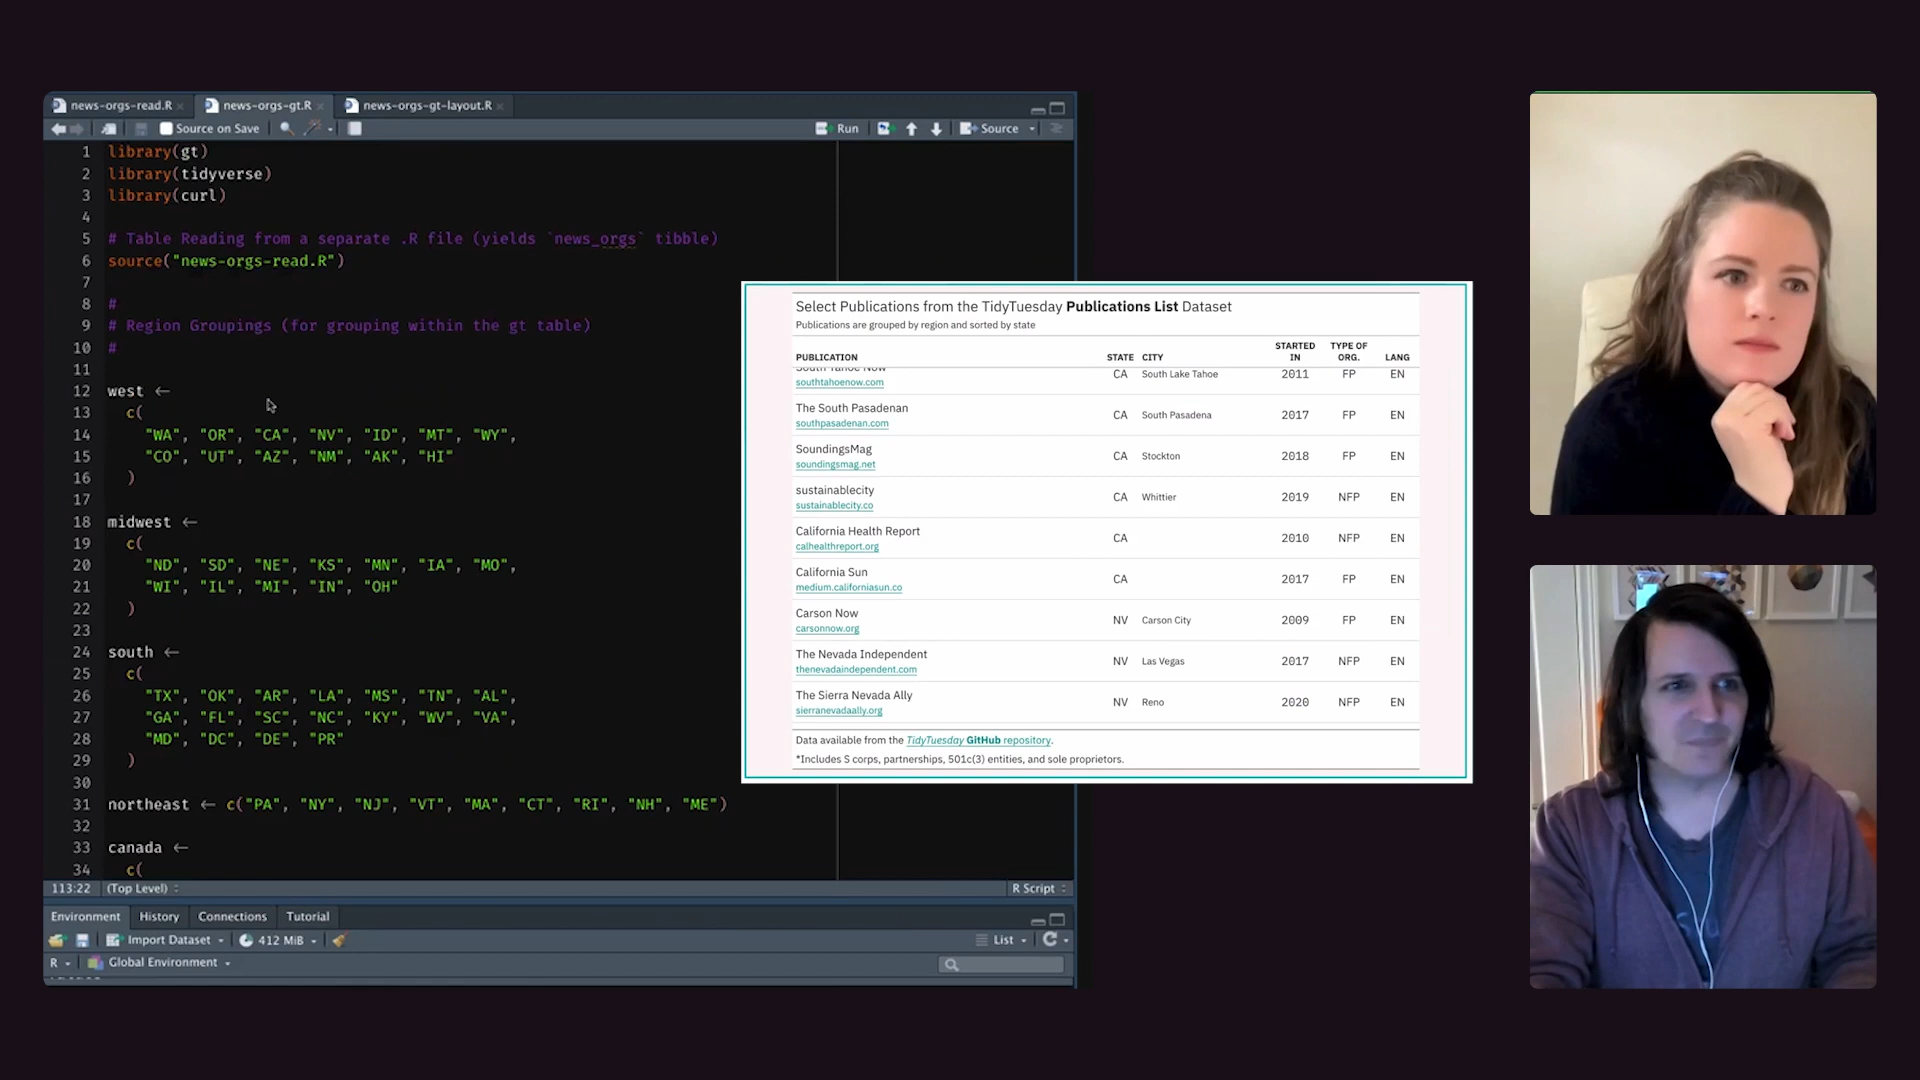 news-orgs-read.R
news-orgs-gt.R
news-orgs-gt-layout.R
Source on Save
Run
Source
1 library(gt)
2 library(tidyverse)
3 library(curl)
4
5 # Table Reading from a separate .R file (yields `news_orgs` tibble)
6 source("news-orgs-read.R")
7
8 #
9 # Region Groupings (for grouping within the gt table)
10 #
11
12 west ←
13 c(
14 "WA", "OR", "CA", "NV", "ID", "MT", "WY",
15 "CO", "UT", "AZ", "NM", "AK", "HI"
16 )
17
18 midwest ←
19 c(
20 "ND", "SD", "NE", "KS", "MN", "IA", "MO",
21 "WI", "IL", "MI", "IN", "OH"
22 )
23
24 south ←
25 c(
26 "TX", "OK", "AR", "LA", "MS", "TN", "AL",
27 "GA", "FL", "SC", "NC", "KY", "WV", "VA",
28 "MD", "DC", "DE", "PR"
29 )
30
31 northeast ← c("PA", "NY", "NJ", "VT", "MA", "CT", "RI", "NH", "ME")
32
33 canada ←
34 c(
113:22 (Top Level)
R Script
Environment History Connections Tutorial
Import Dataset 412 MiB List
R Global Environment
Select Publications from the TidyTuesday Publications List Dataset
Publications are grouped by region and sorted by state
PUBLICATION STATE CITY STARTED IN TYPE OF ORG. LANG
South Tahoe Now
southtahoenow.com CA South Lake Tahoe 2011 FP EN
The South Pasadenan
southpasadenan.com CA South Pasadena 2017 FP EN
SoundingsMag
soundingsmag.net CA Stockton 2018 FP EN
sustainablecity
sustainablecity.co CA Whittier 2019 NFP EN
California Health Report
calhealthreport.org CA 2010 NFP EN
California Sun
medium.californiasun.co CA 2017 FP EN
Carson Now
carsonnow.org NV Carson City 2009 FP EN
The Nevada Independent
thenevadaindependent.com NV Las Vegas 2017 NFP EN
The Sierra Nevada Ally
sierranevadaally.org NV Reno 2020 NFP EN
Data available from the TidyTuesday GitHub repository.
*Includes S corps, partnerships, 501c(3) entities, and sole proprietors.